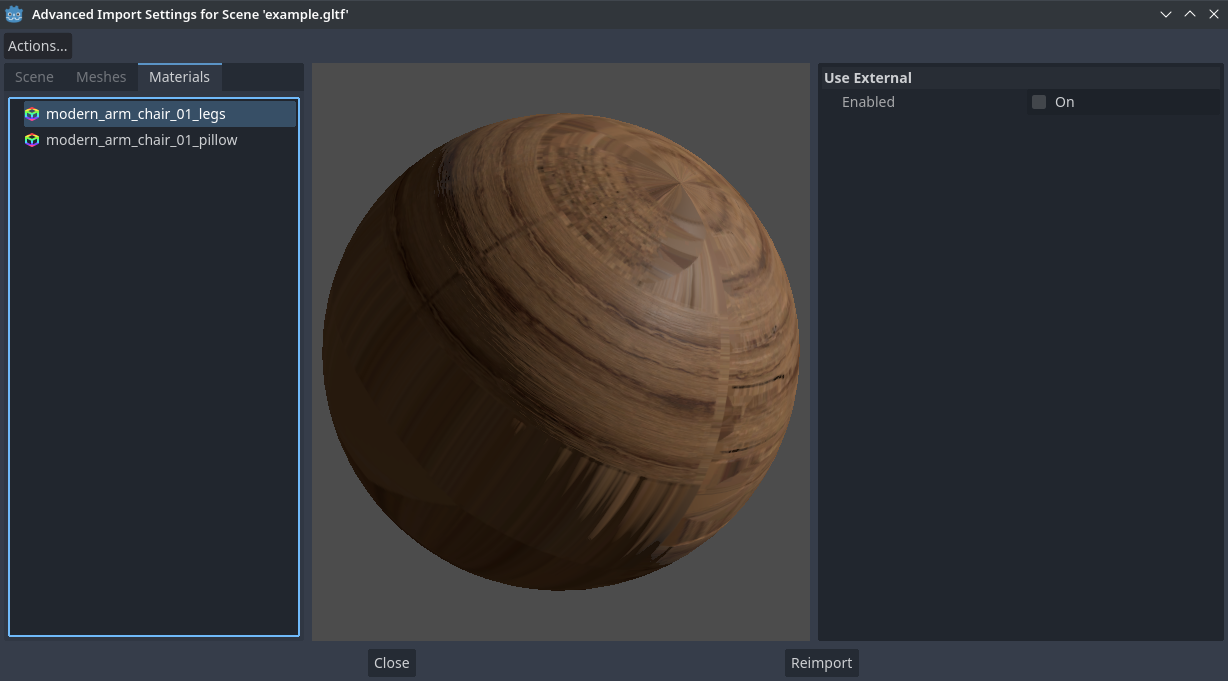 Advanced Import Settings for Scene 'example.gltf'
Actions...
Scene Meshes Materials
modern_arm_chair_01_legs
modern_arm_chair_01_pillow
Use External
Enabled On
Close Reimport